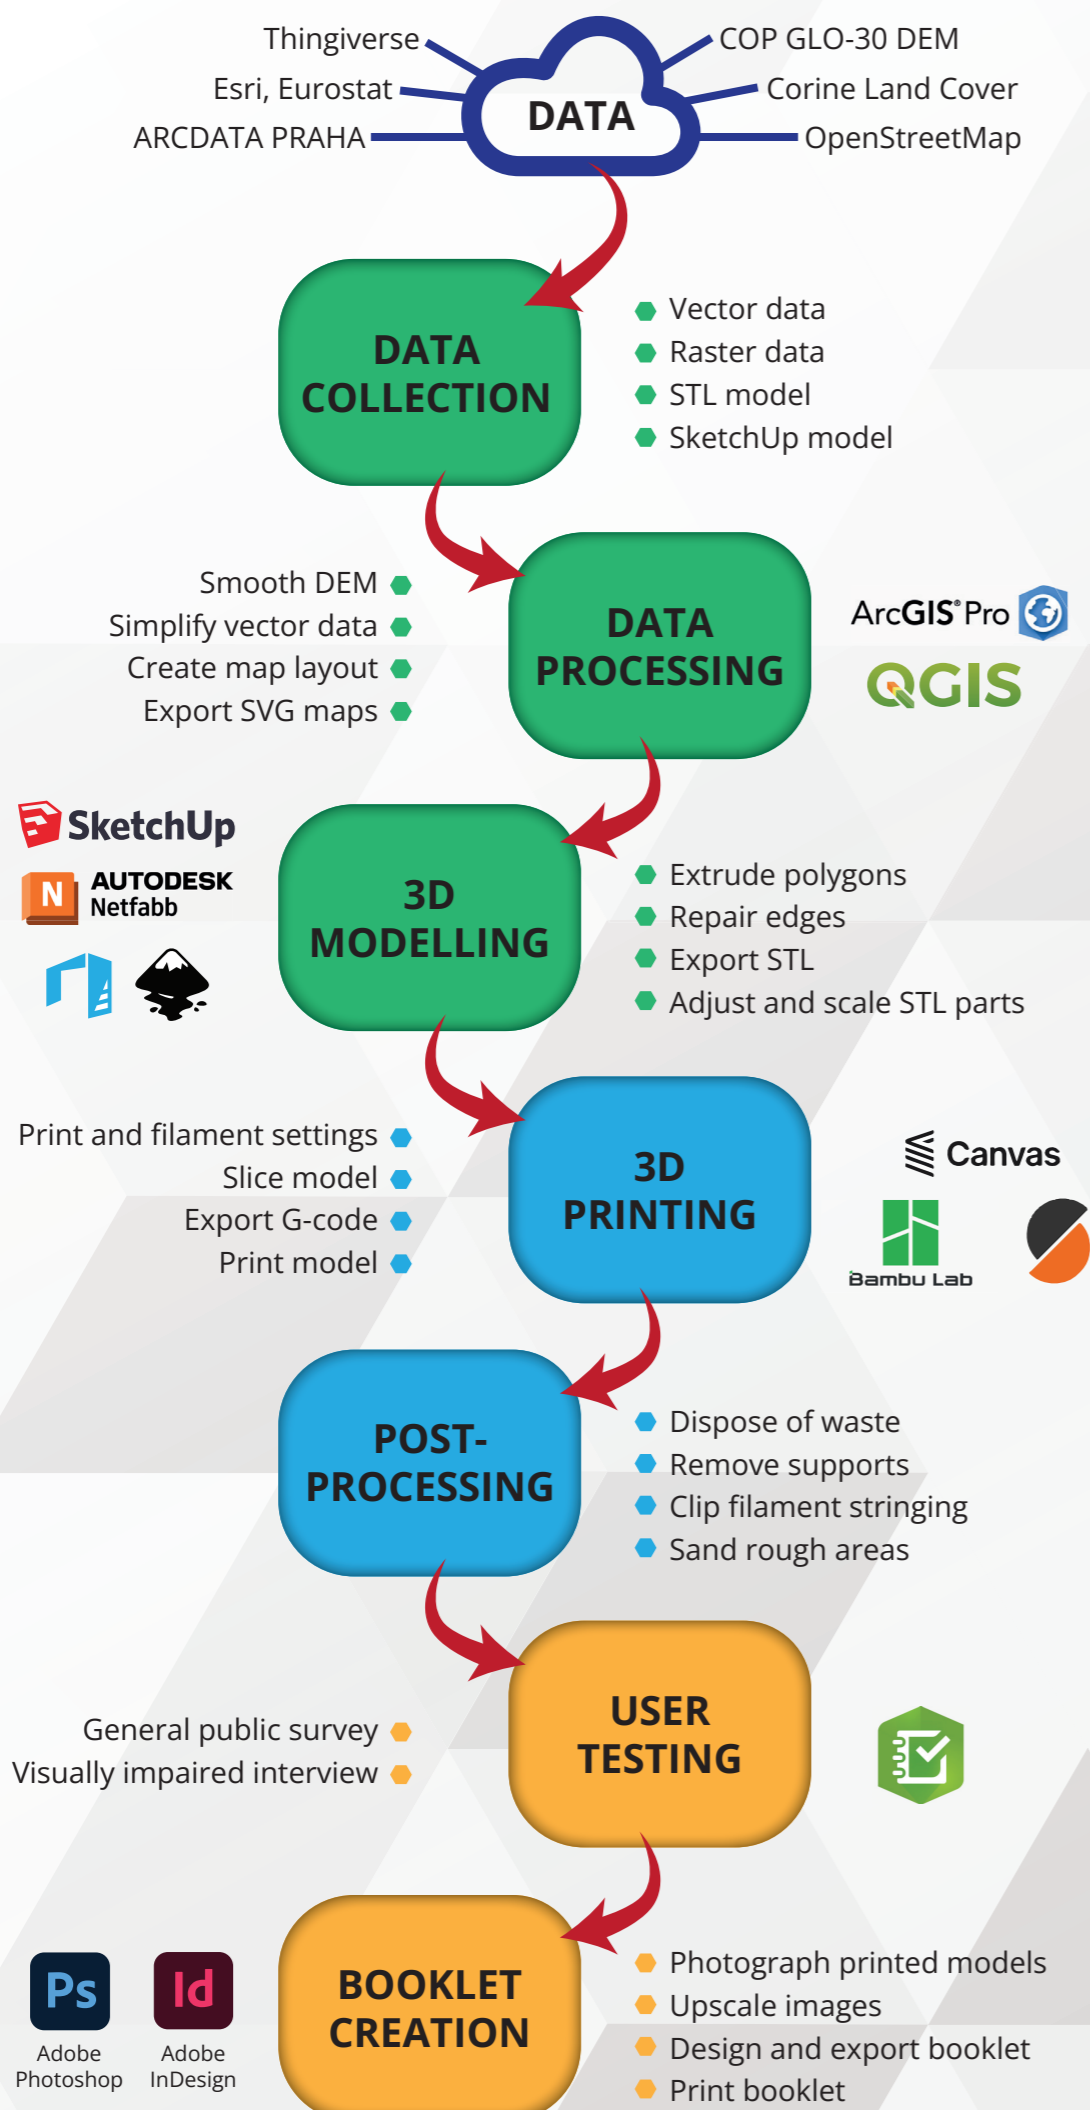 Thingiverse
COP GLO-30 DEM
Esri, Eurostat
DATA
Corine Land Cover
ARCDATA PRAHA
OpenStreetMap
DATA
COLLECTION
Vector data
Raster data
STL model
SketchUp model
Smooth DEM
Simplify vector data
Create map layout
Export SVG maps
DATA
PROCESSING
ArcGIS® Pro
QGIS
SketchUp
N AUTODESK
Netfabb
3D
MODELLING
Extrude polygons
Repair edges
Export STL
Adjust and scale STL parts
Print and filament settings
Slice model
Export G-code
Print model
3D
PRINTING
Canvas
Bambu Lab
POST-
PROCESSING
Dispose of waste
Remove supports
Clip filament stringing
Sand rough areas
General public survey
Visually impaired interview
USER
TESTING
Ps
Adobe
Photoshop
Id
Adobe
InDesign
BOOKLET
CREATION
Photograph printed models
Upscale images
Design and export booklet
Print booklet